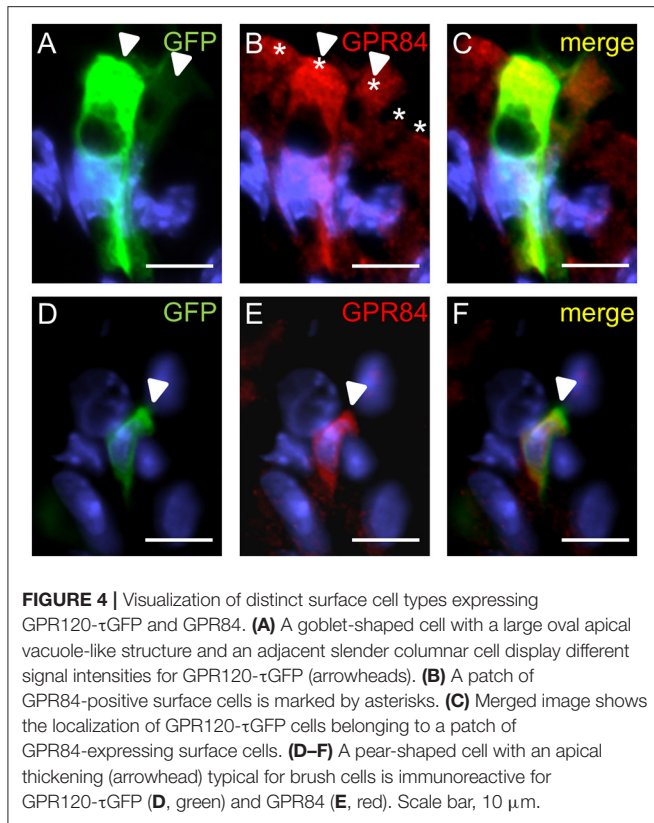 A GFP
B GPR84
C merge
* * * * *
D GFP
E GPR84
F merge
FIGURE 4 | Visualization of distinct surface cell types expressing
GPR120-τGFP and GPR84. (A) A goblet-shaped cell with a large oval apical
vacuole-like structure and an adjacent slender columnar cell display different
signal intensities for GPR120-τGFP (arrowheads). (B) A patch of
GPR84-positive surface cells is marked by asterisks. (C) Merged image shows
the localization of GPR120-τGFP cells belonging to a patch of
GPR84-expressing surface cells. (D–F) A pear-shaped cell with an apical
thickening (arrowhead) typical for brush cells is immunoreactive for
GPR120-τGFP (D, green) and GPR84 (E, red). Scale bar, 10 μm.